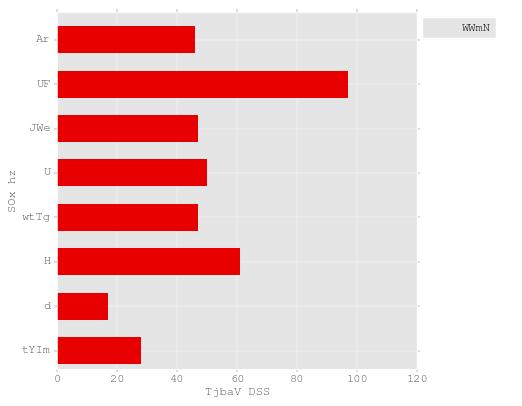 WWmN
Ar
UF
JWe
U
wtTg
H
d
tYIm
SOx hz
0 20 40 60 80 100 120
TjbaV DSS